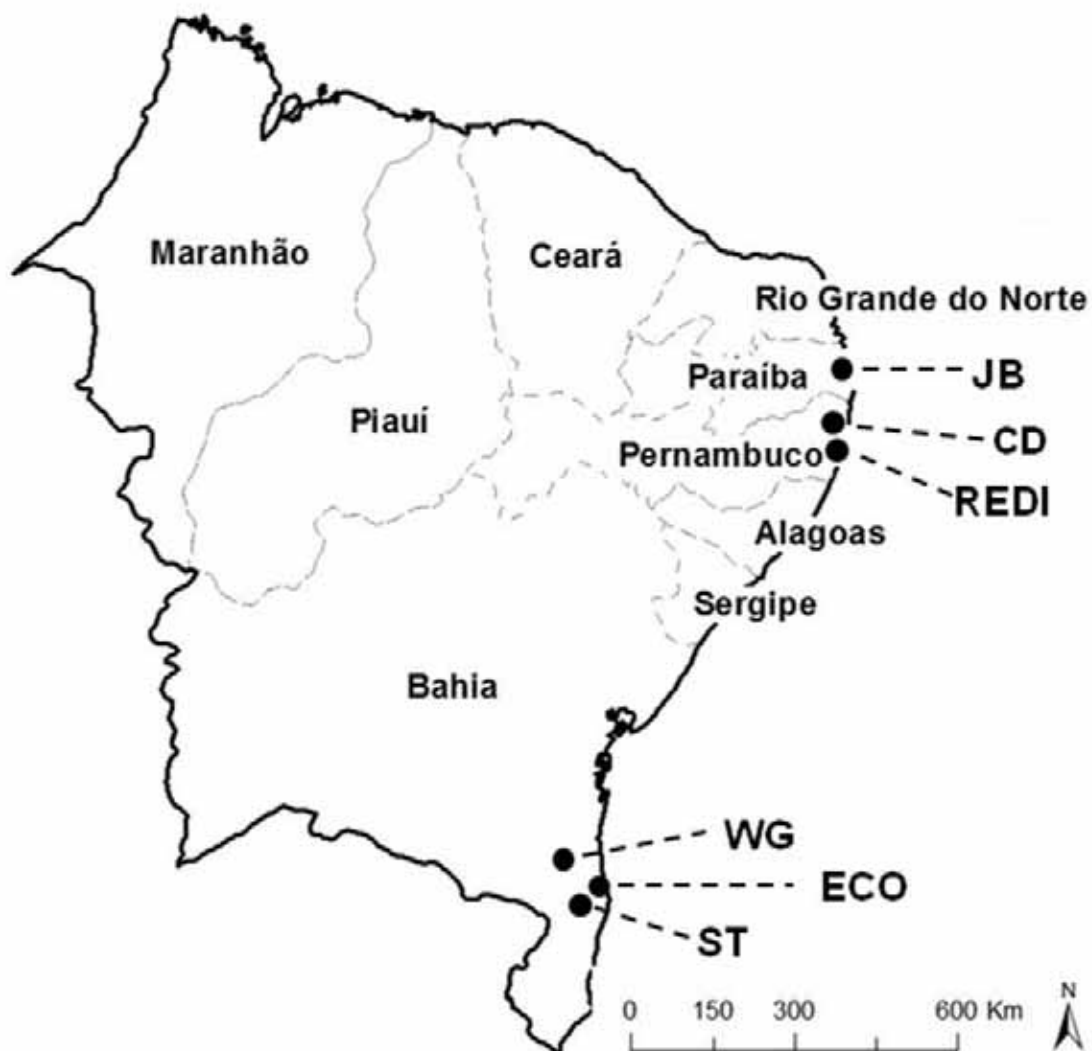 Maranhão
Ceará
Rio Grande do Norte
Paraíba
JB
Piauí
CD
Pernambuco
REDI
Alagoas
Sergipe
Bahia
WG
ECO
ST
N
0 150 300 600 Km